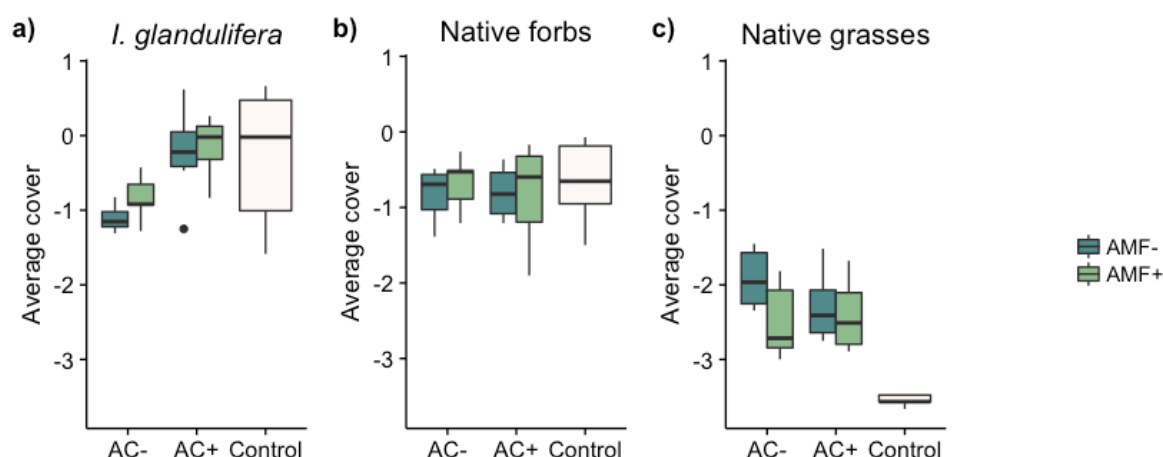 a) I. glandulifera
b) Native forbs
c) Native grasses
Average cover
1
0
-1
-2
-3
AC- AC+ Control
Average cover
1
0
-1
-2
-3
AC- AC+ Control
Average cover
1
0
-1
-2
-3
AC- AC+ Control
AMF-
AMF+